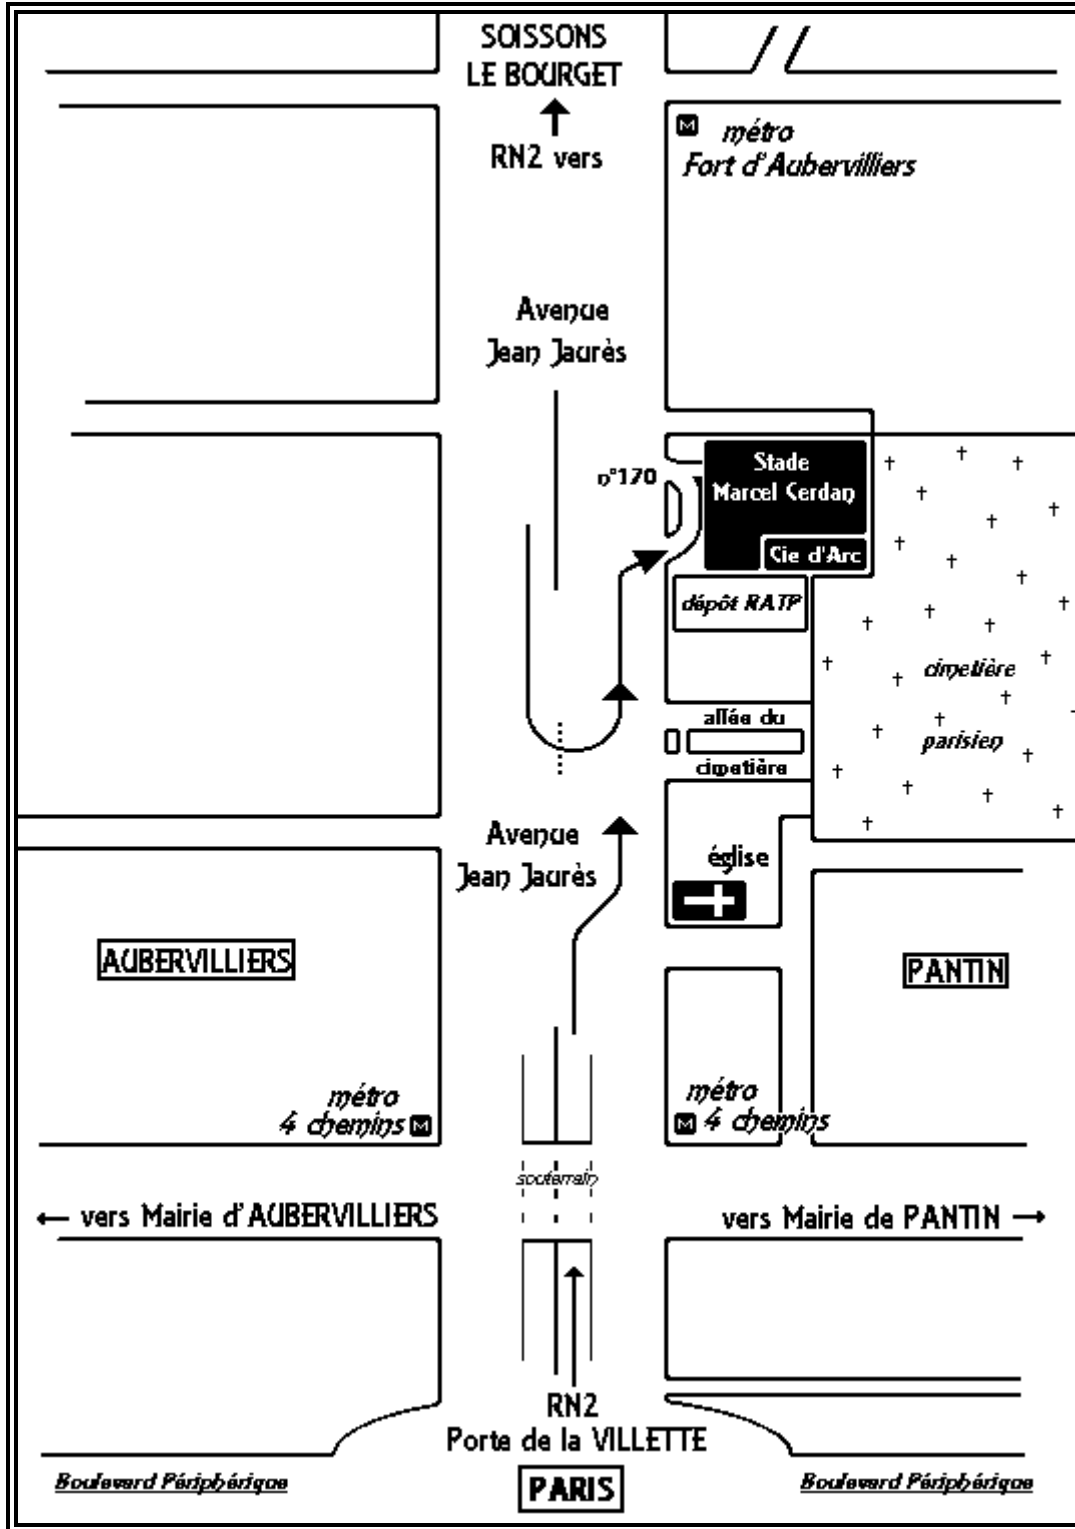 SOISSONS
LE BOURGET
RN2 vers
M métro
Fort d'Aubervilliers
Avenue
Jean Jaurès
n°170
Stade
Marcel Cerdan
Cie d'Arc
dépôt RATP
cimetière
parisien
allée du
cimetière
Avenue
Jean Jaurès
église
AUBERVILLIERS
PANTIN
métro
4 chemins M
métro
M 4 chemins
souterrain
← vers Mairie d'AUBERVILLIERS
vers Mairie de PANTIN →
RN2
Porte de la VILLETTE
Boulevard Périphérique
PARIS
Boulevard Périphérique